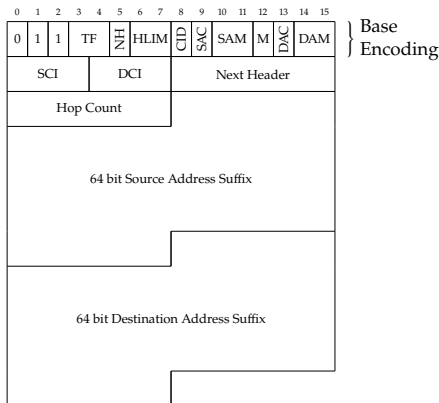 0 1 2 3 4 5 6 7 8 9 10 11 12 13 14 15
0 1 1 TF NH HLIM CID SAC SAM M DAC DAM
Base
Encoding
SCI DCI Next Header
Hop Count
64 bit Source Address Suffix
64 bit Destination Address Suffix